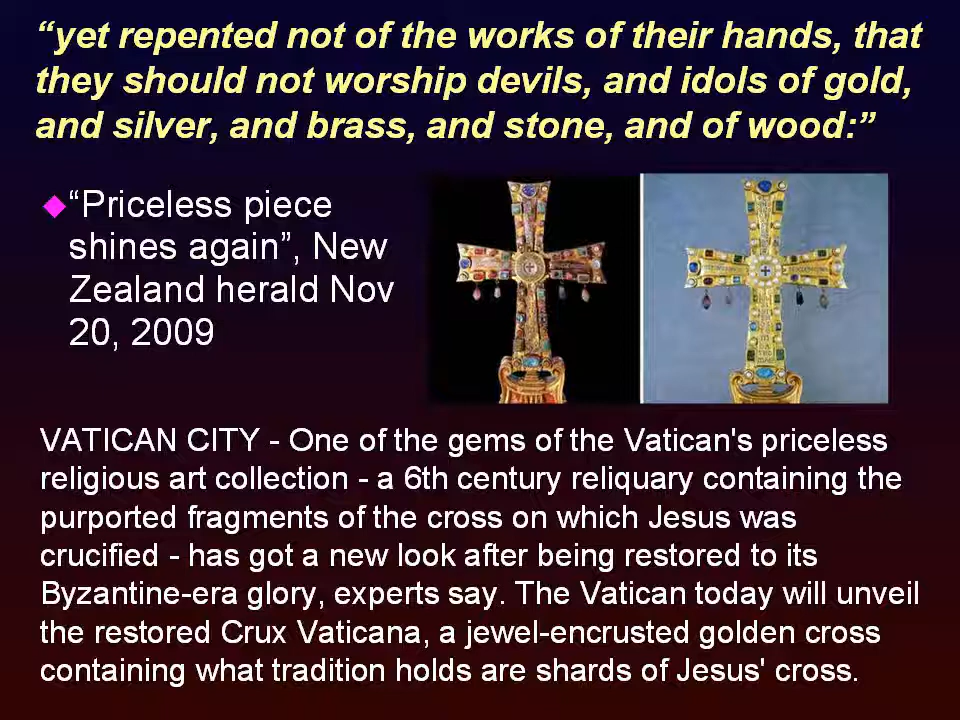 “yet repented not of the works of their hands, that
they should not worship devils, and idols of gold,
and silver, and brass, and stone, and of wood:”
“Priceless piece
shines again”, New
Zealand herald Nov
20, 2009
VATICAN CITY - One of the gems of the Vatican's priceless
religious art collection - a 6th century reliquary containing the
purported fragments of the cross on which Jesus was
crucified - has got a new look after being restored to its
Byzantine-era glory, experts say. The Vatican today will unveil
the restored Crux Vaticana, a jewel-encrusted golden cross
containing what tradition holds are shards of Jesus' cross.